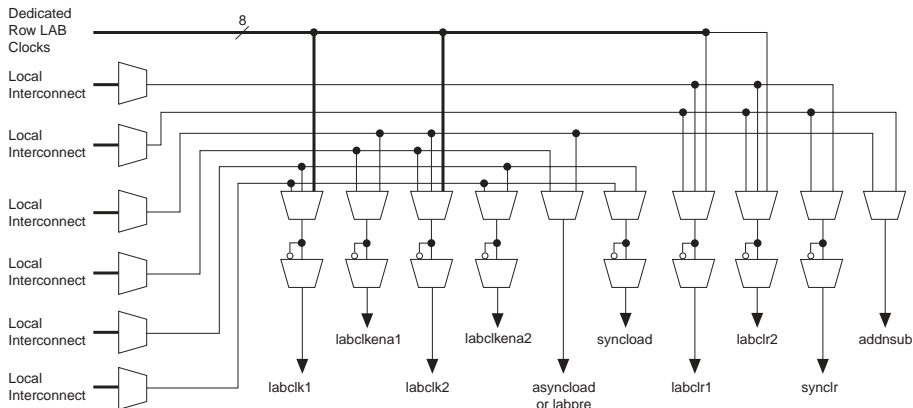 Dedicated
Row LAB
Clocks
8
Local
Interconnect
Local
Interconnect
Local
Interconnect
Local
Interconnect
Local
Interconnect
Local
Interconnect
labclkena1
labclkena2
syncload
labclr2
addnsub
labclk1
labclk2
asyncload
or labpre
labclr1
synclr